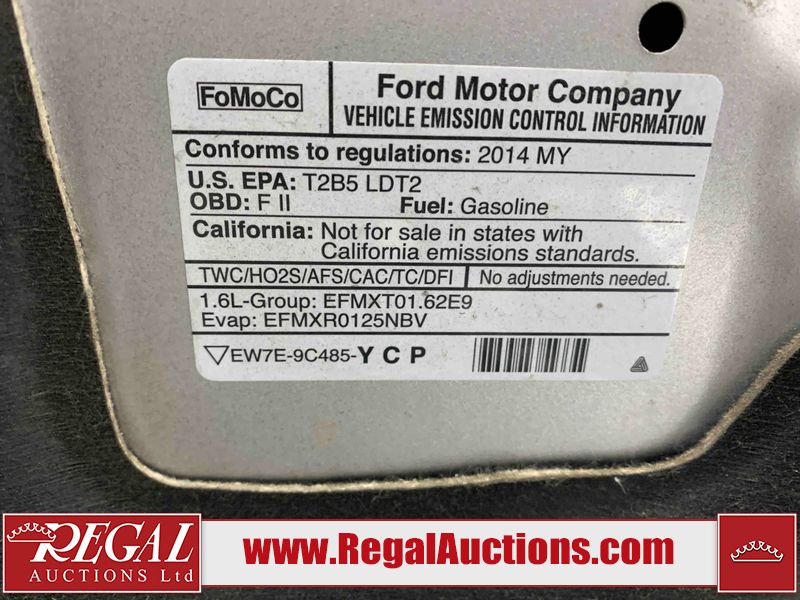 FoMoCo
Ford Motor Company
VEHICLE EMISSION CONTROL INFORMATION
Conforms to regulations: 2014 MY
U.S. EPA: T2B5 LDT2
OBD: F II Fuel: Gasoline
California: Not for sale in states with
California emissions standards.
TWC/HO2S/AFS/CAC/TC/DFI No adjustments needed.
1.6L-Group: EFMXT01.62E9
Evap: EFMXR0125NBV
EW7E-9C485-Y C P
REGAL
AUCTIONS Ltd
www.RegalAuctions.com